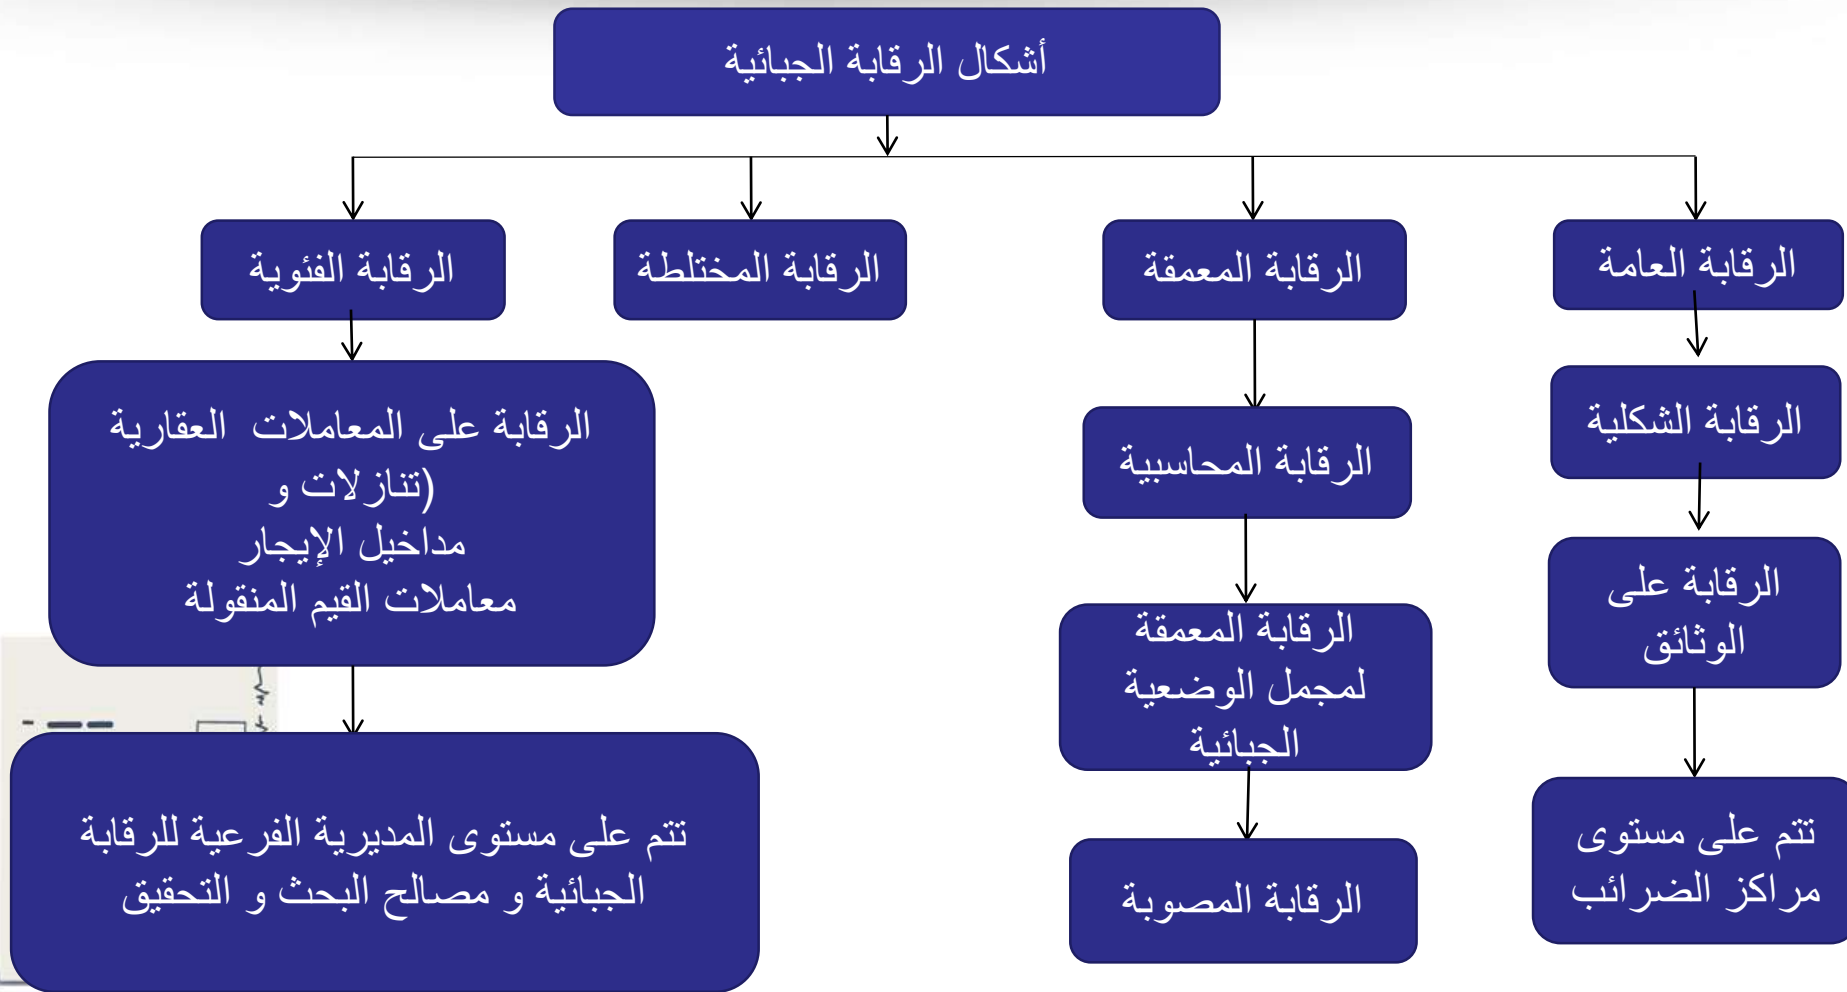 أشكال الرقابة الجبائية
الرقابة العامة
الرقابة المعمقة
الرقابة المختلطة
الرقابة الفئوية
الرقابة الشكلية
الرقابة على
الوثائق
تتم على مستوى
مراكز الضرائب
الرقابة المحاسبية
الرقابة المعمقة
لمجمل الوضعية
الجبائية
الرقابة المصوبة
الرقابة على المعاملات العقارية
(تنازلات و
مداخيل الإيجار
معاملات القيم المنقولة
تتم على مستوى المديرية الفرعية للرقابة
الجبائية و مصالح البحث و التحقيق